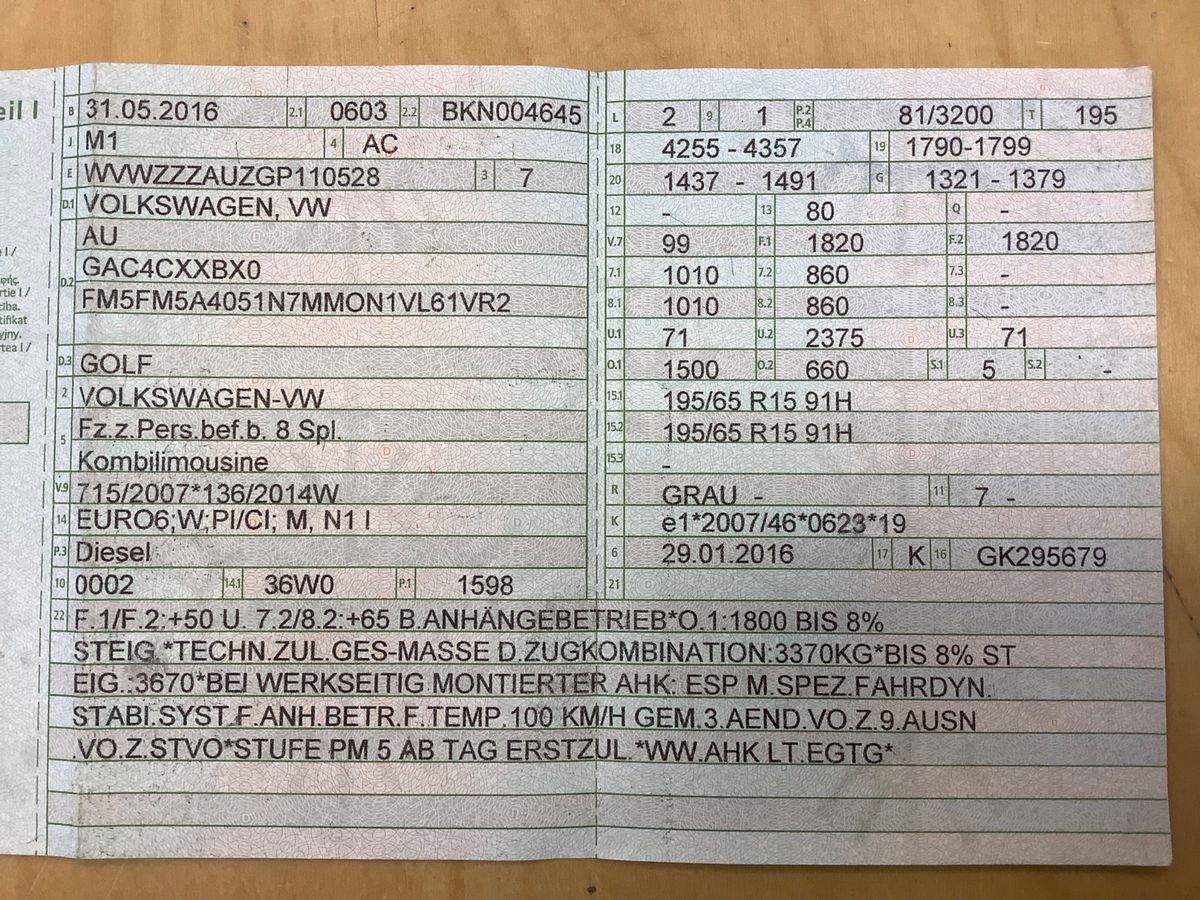 eil I
B 31.05.2016 2.1 0603 2.2 BKN004645
J M1 4 AC
E WVWZZZAUZGP110528 3 7
D.1 VOLKSWAGEN, VW
AU
D.2 GAC4CXXBX0
FM5FM5A4051N7MMON1VL61VR2
D.3 GOLF
2 VOLKSWAGEN-VW
5 Fz.z.Pers.bef.b. 8 Spl.
Kombilimousine
V.9 715/2007*136/2014W
14 EURO6;W;PI/CI; M, N1 I
P.3 Diesel
10 0002 14.1 36W0 P.1 1598
L 2 9 1 P.2 P.4 81/3200 T 195
18 4255 - 4357 19 1790-1799
20 1437 - 1491 G 1321 - 1379
12 - 13 80 Q -
V.7 99 F.1 1820 F.2 1820
7.1 1010 7.2 860 7.3 -
8.1 1010 8.2 860 8.3 -
U.1 71 U.2 2375 U.3 71
O.1 1500 O.2 660 S.1 5 S.2 -
15.1 195/65 R15 91H
15.2 195/65 R15 91H
15.3 -
R GRAU - 11 7 -
K e1*2007/46*0623*19
6 29.01.2016 17 K 16 GK295679
21
22 F.1/F.2:+50 U. 7.2/8.2:+65 B.ANHÄNGEBETRIEB*O.1:1800 BIS 8%
STEIG.*TECHN.ZUL.GES-MASSE D.ZUGKOMBINATION:3370KG*BIS 8% ST
EIG.:3670*BEI WERKSEITIG MONTIERTER AHK: ESP M.SPEZ.FAHRDYN.
STABI.SYST.F.ANH.BETR.F.TEMP.100 KM/H GEM.3.AEND.VO.Z.9.AUSN
.VO.Z.STVO*STUFE PM 5 AB TAG ERSTZUL.*WW.AHK LT.EGTG*